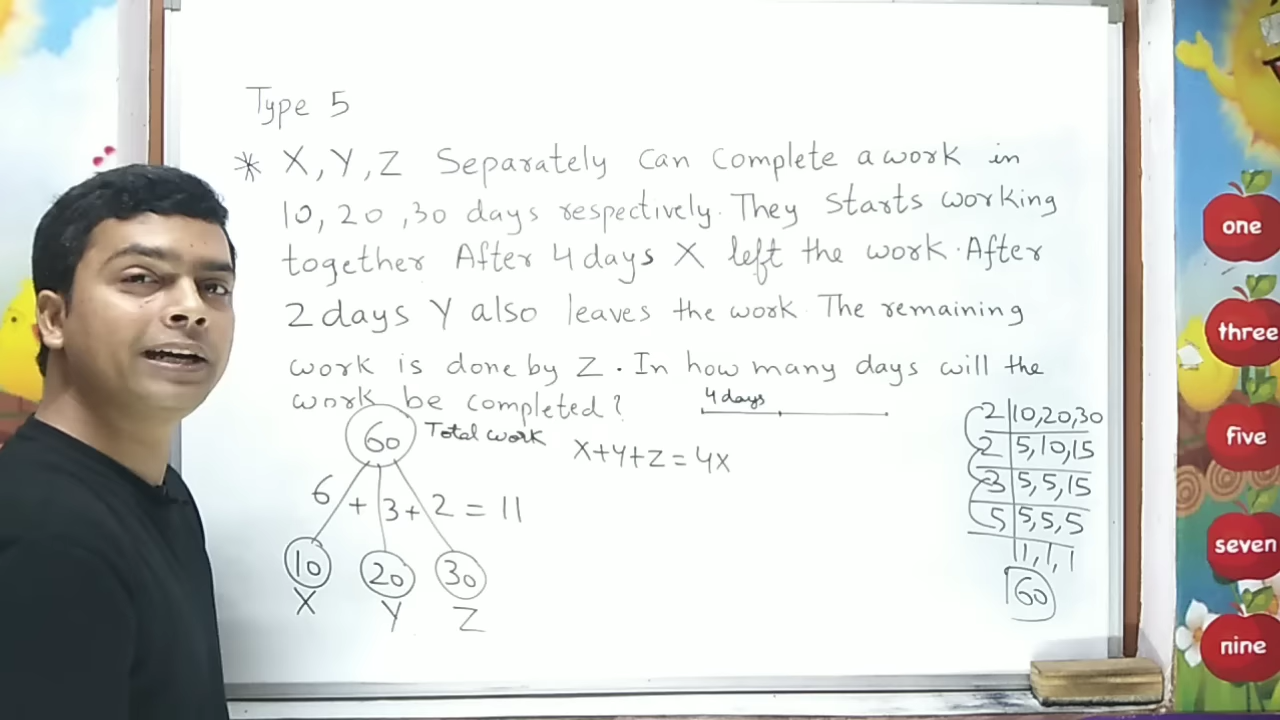 Type 5
* X, Y, Z Separately Can Complete a work in
10, 20, 30 days respectively. They Starts working
together After 4 days X left the work. After
2 days Y also leaves the work. The remaining
work is done by Z. In how many days will the
work be completed?
4 days
60 Total work
X+Y+Z = 4X
6 + 3 + 2 = 11
10 20 30
X Y Z
2 10, 20, 30
2 5, 10, 15
3 5, 5, 15
5 5, 5, 5
1, 1, 1
60
one
three
five
seven
nine